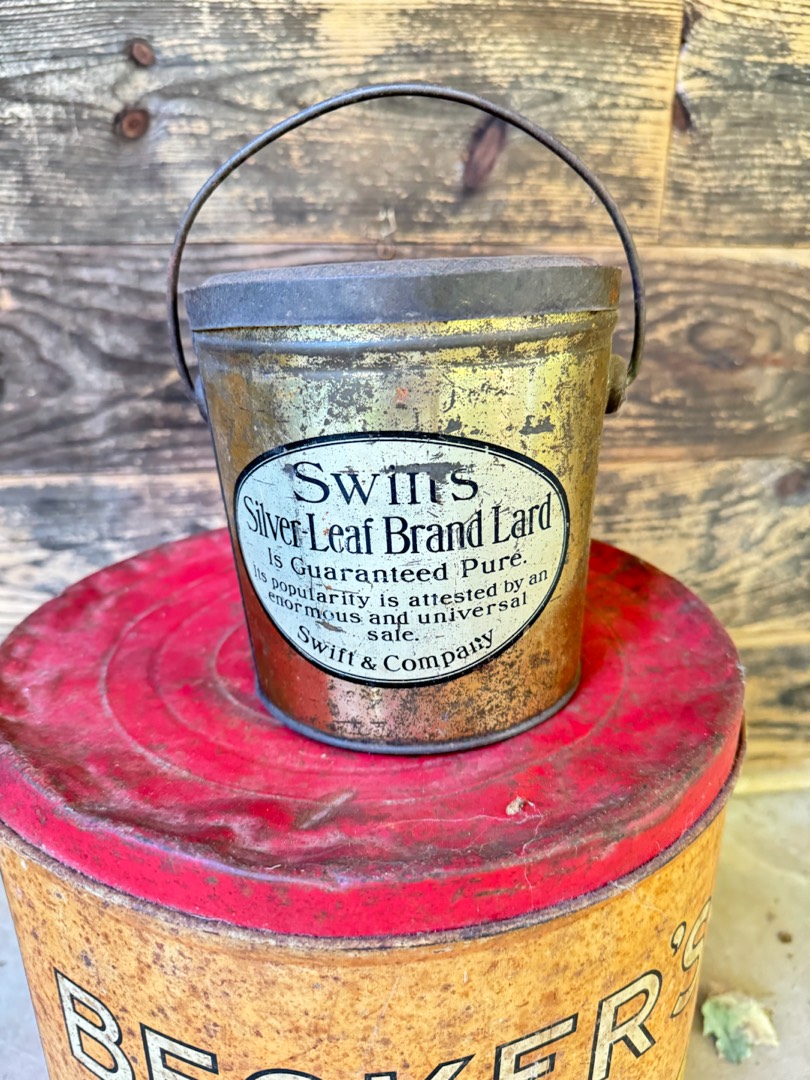 Swift's
Silver-Leaf Brand Lard
Is Guaranteed Pure.
Its popularity is attested by an
enormous and universal
sale.
Swift & Company
BECKER'S